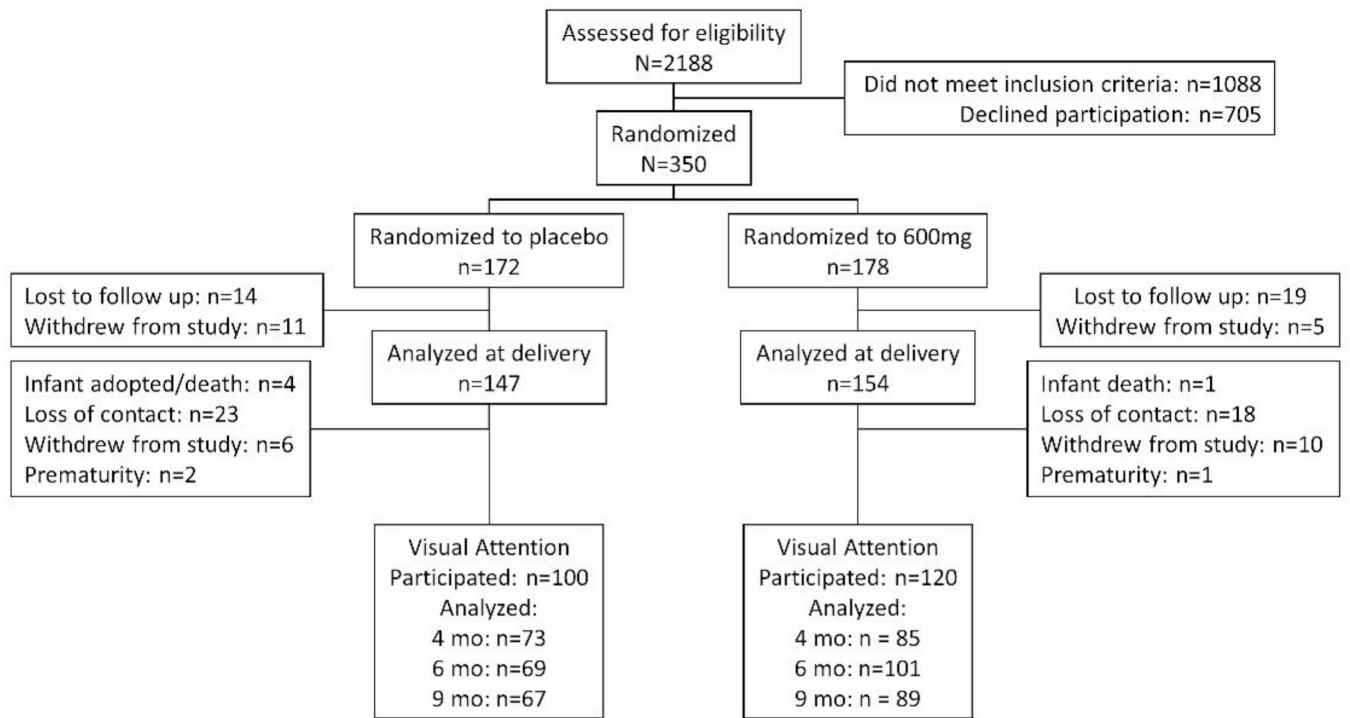 Assessed for eligibility
N=2188
Did not meet inclusion criteria: n=1088
Declined participation: n=705
Randomized
N=350
Randomized to placebo
n=172
Randomized to 600mg
n=178
Lost to follow up: n=14
Withdrew from study: n=11
Lost to follow up: n=19
Withdrew from study: n=5
Analyzed at delivery
n=147
Analyzed at delivery
n=154
Infant adopted/death: n=4
Loss of contact: n=23
Withdrew from study: n=6
Prematurity: n=2
Infant death: n=1
Loss of contact: n=18
Withdrew from study: n=10
Prematurity: n=1
Visual Attention
Participated: n=100
Analyzed:
4 mo: n=73
6 mo: n=69
9 mo: n=67
Visual Attention
Participated: n=120
Analyzed:
4 mo: n = 85
6 mo: n=101
9 mo: n = 89